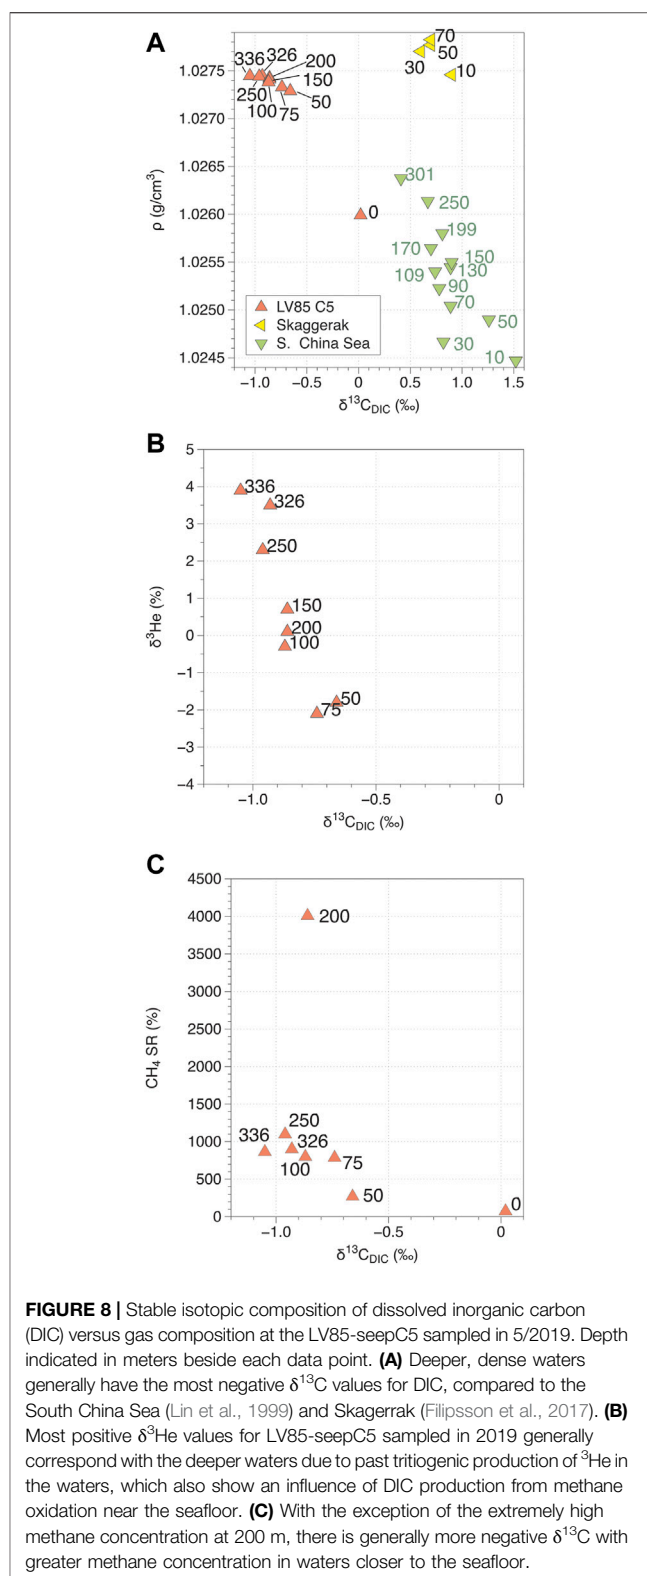 A
336 326 200
150
250
100 75 50
70
50
30 10
301
250
0
199
170 150
109 130
90
70
50
30
10
1.0275
1.0270
1.0265
1.0260
1.0255
1.0250
1.0245
ρ (g/cm³)
LV85 C5
Skaggerak
S. China Sea
−1.0 −0.5 0 0.5 1.0 1.5
δ¹³C_DIC (‰)
B
5
4
3
2
1
0
−1
−2
−3
−4
δ³He (%)
336
326
250
150
200
100
50
75
−1.0 −0.5 0
δ¹³C_DIC (‰)
C
4500
4000
3500
3000
2500
2000
1500
1000
500
0
CH₄ SR (%)
200
250
336 326
100 75
50
0
−1.0 −0.5 0
δ¹³C_DIC (‰)
FIGURE 8 | Stable isotopic composition of dissolved inorganic carbon
(DIC) versus gas composition at the LV85-seepC5 sampled in 5/2019. Depth
indicated in meters beside each data point. (A) Deeper, dense waters
generally have the most negative δ¹³C values for DIC, compared to the
South China Sea (Lin et al., 1999) and Skagerrak (Filipsson et al., 2017). (B)
Most positive δ³He values for LV85-seepC5 sampled in 2019 generally
correspond with the deeper waters due to past tritiogenic production of ³He in
the waters, which also show an influence of DIC production from methane
oxidation near the seafloor. (C) With the exception of the extremely high
methane concentration at 200 m, there is generally more negative δ¹³C with
greater methane concentration in waters closer to the seafloor.